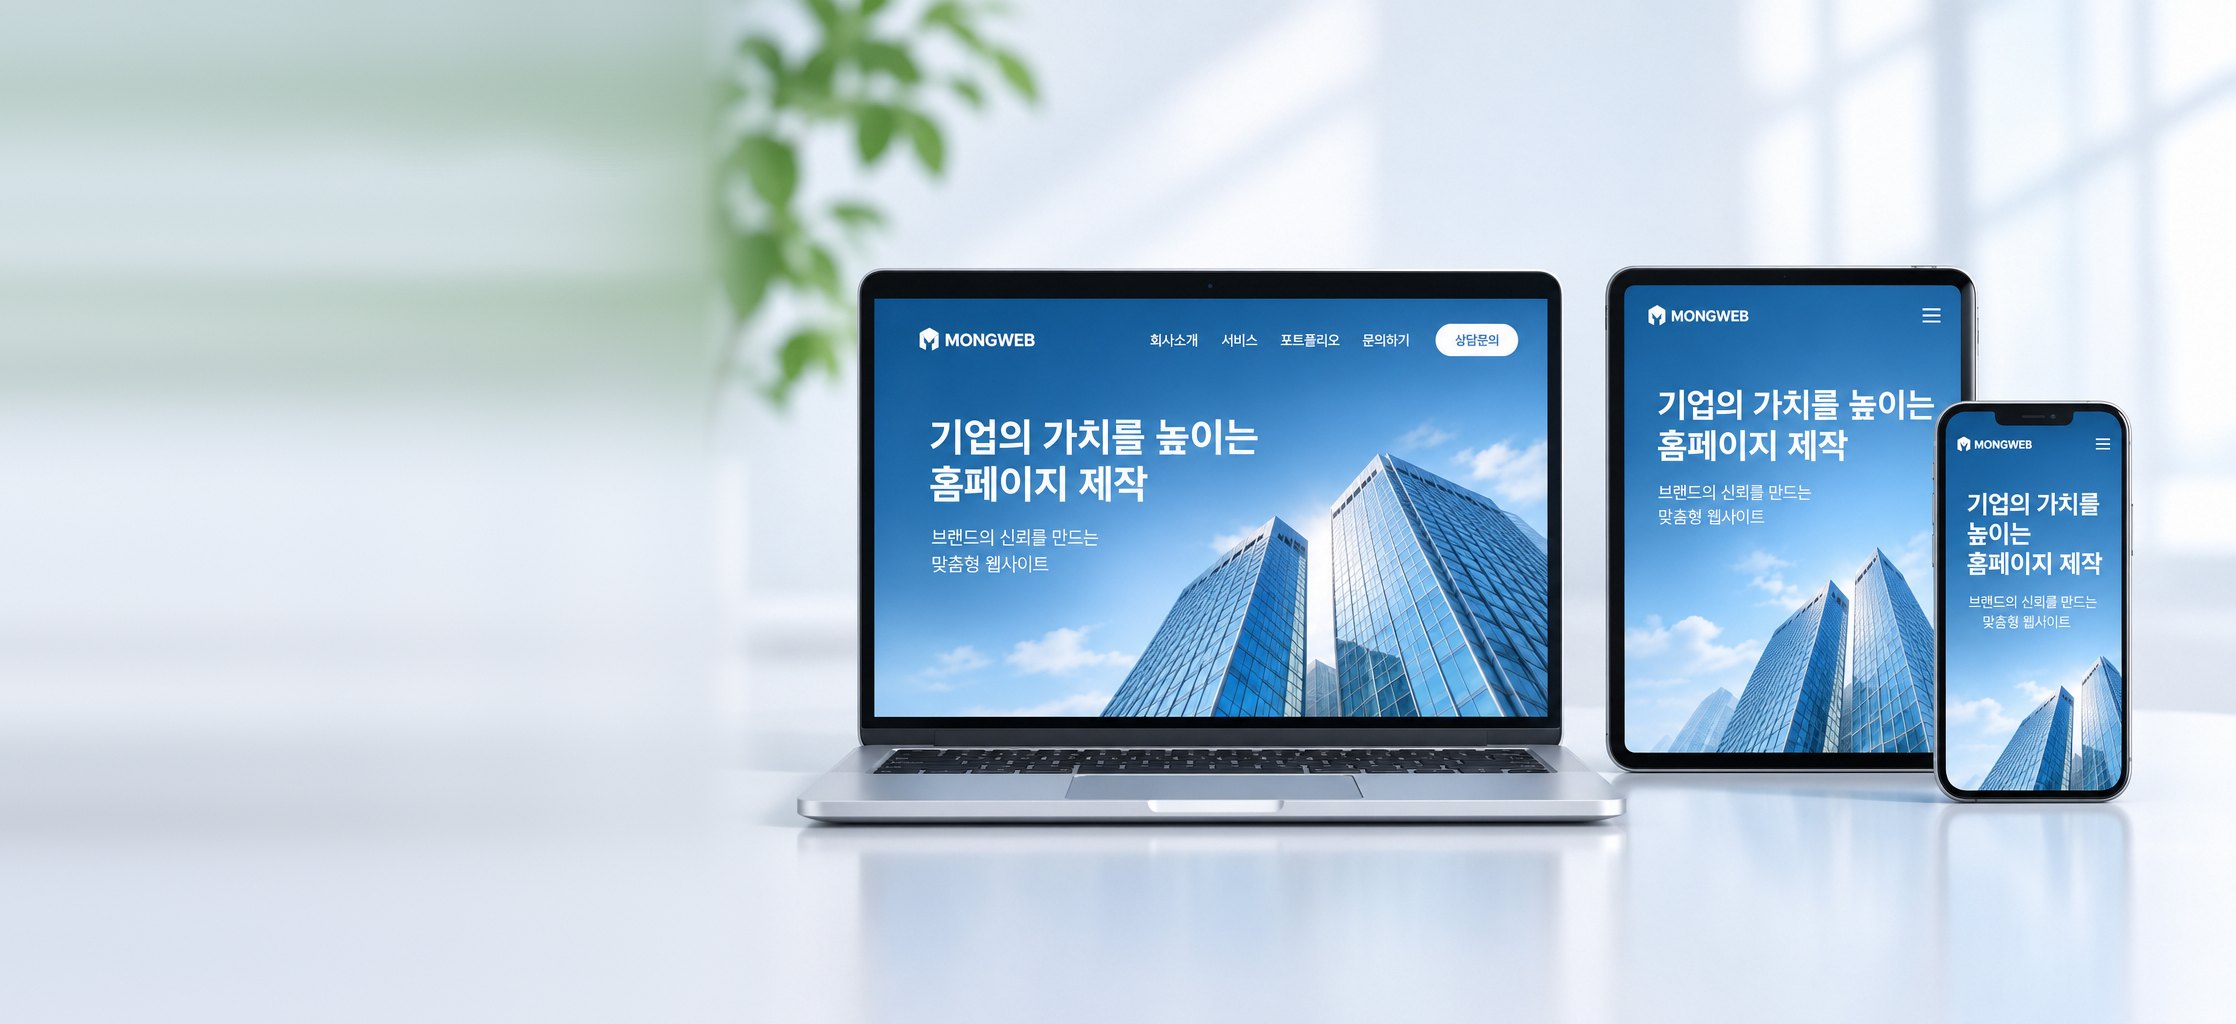 MONGWEB 회사소개 서비스 포트폴리오 문의하기 상담문의
기업의 가치를 높이는
홈페이지 제작
브랜드의 신뢰를 만드는
맞춤형 웹사이트
MONGWEB
기업의 가치를 높이는
홈페이지 제작
브랜드의 신뢰를 만드는
맞춤형 웹사이트
MONGWEB
기업의 가치를
높이는
홈페이지 제작
브랜드의 신뢰를 만드는
맞춤형 웹사이트